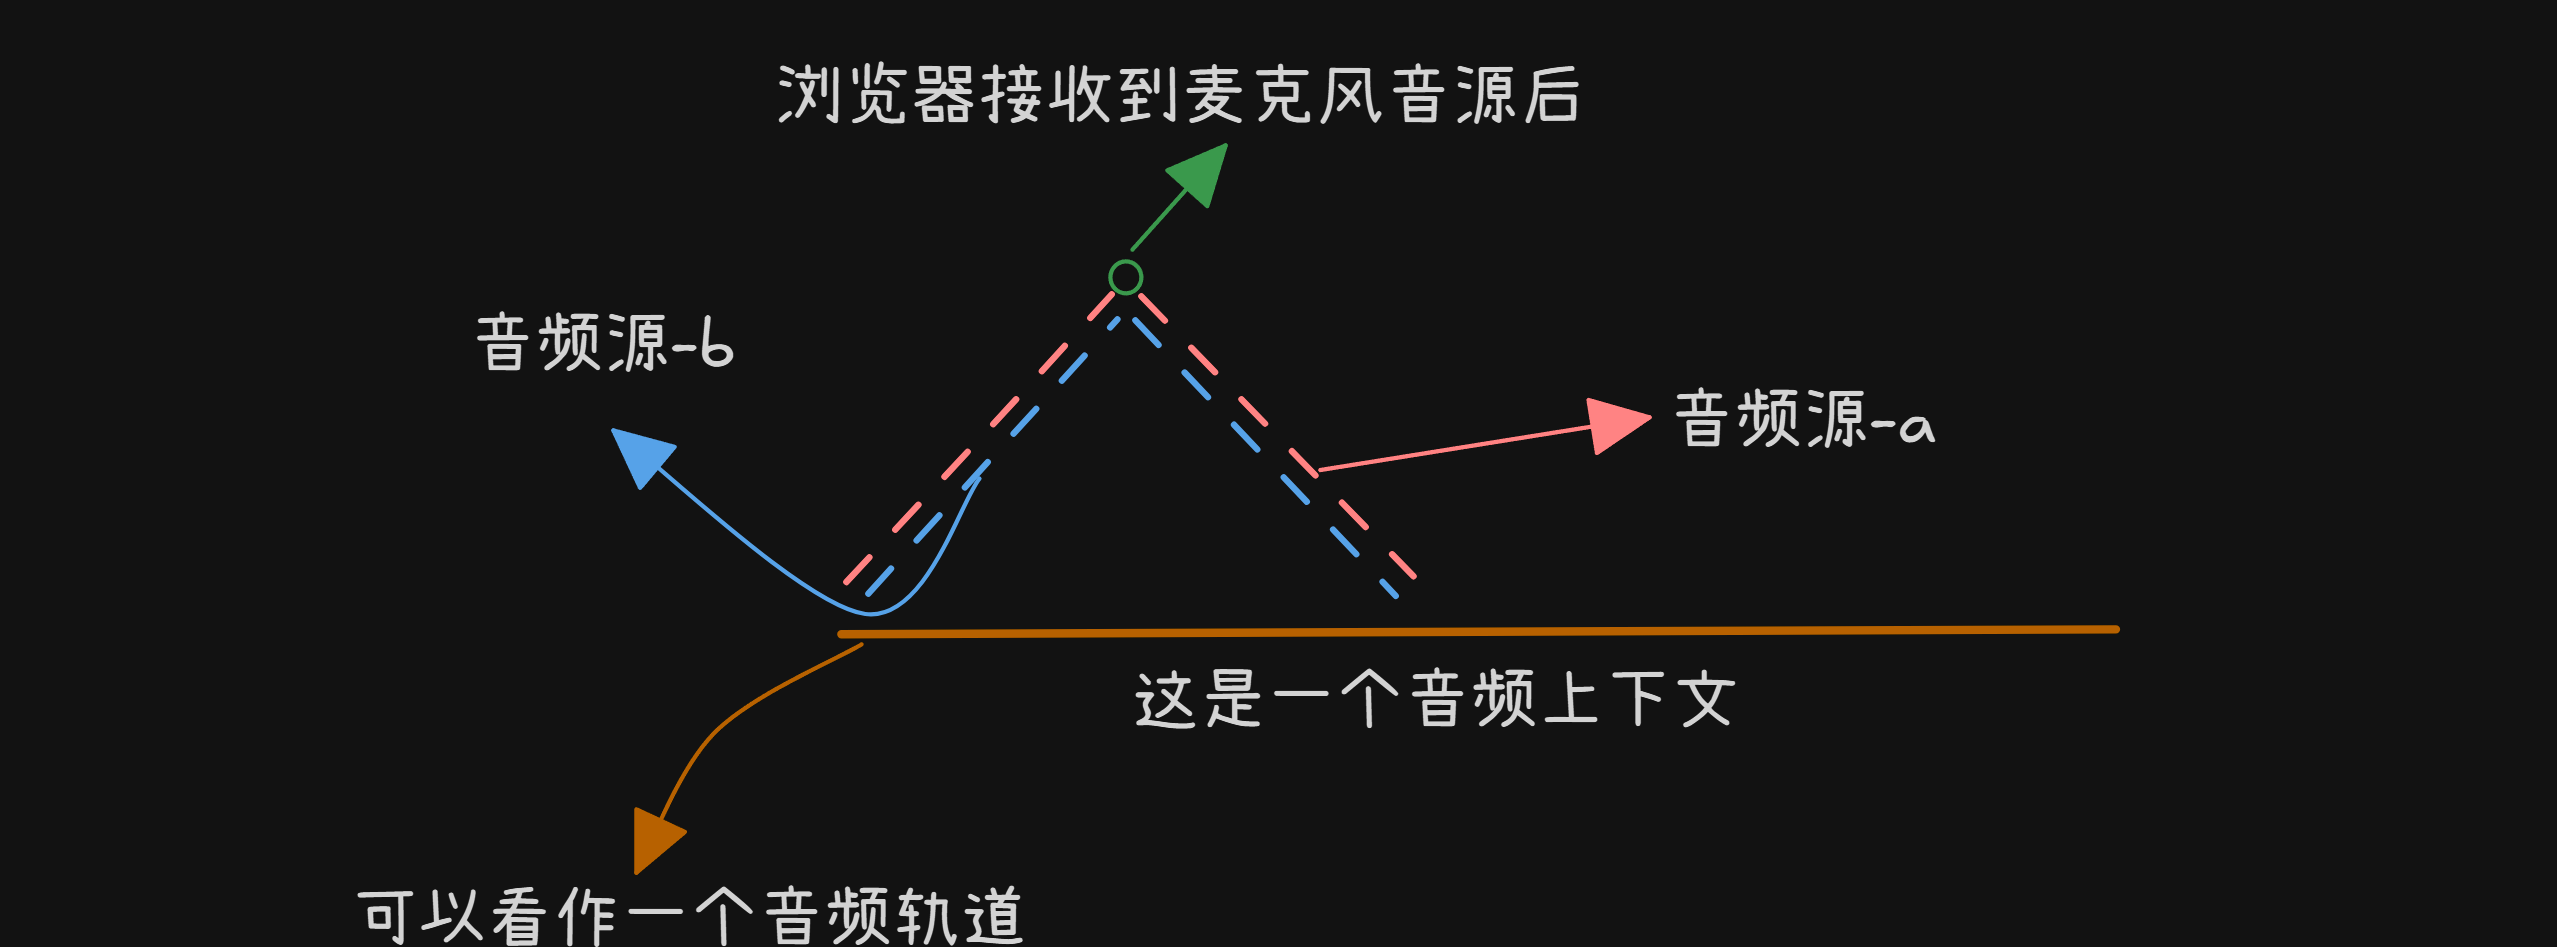 浏览器接收到麦克风音源后
音频源-b
音频源-a
这是一个音频上下文
可以看作一个音频轨道